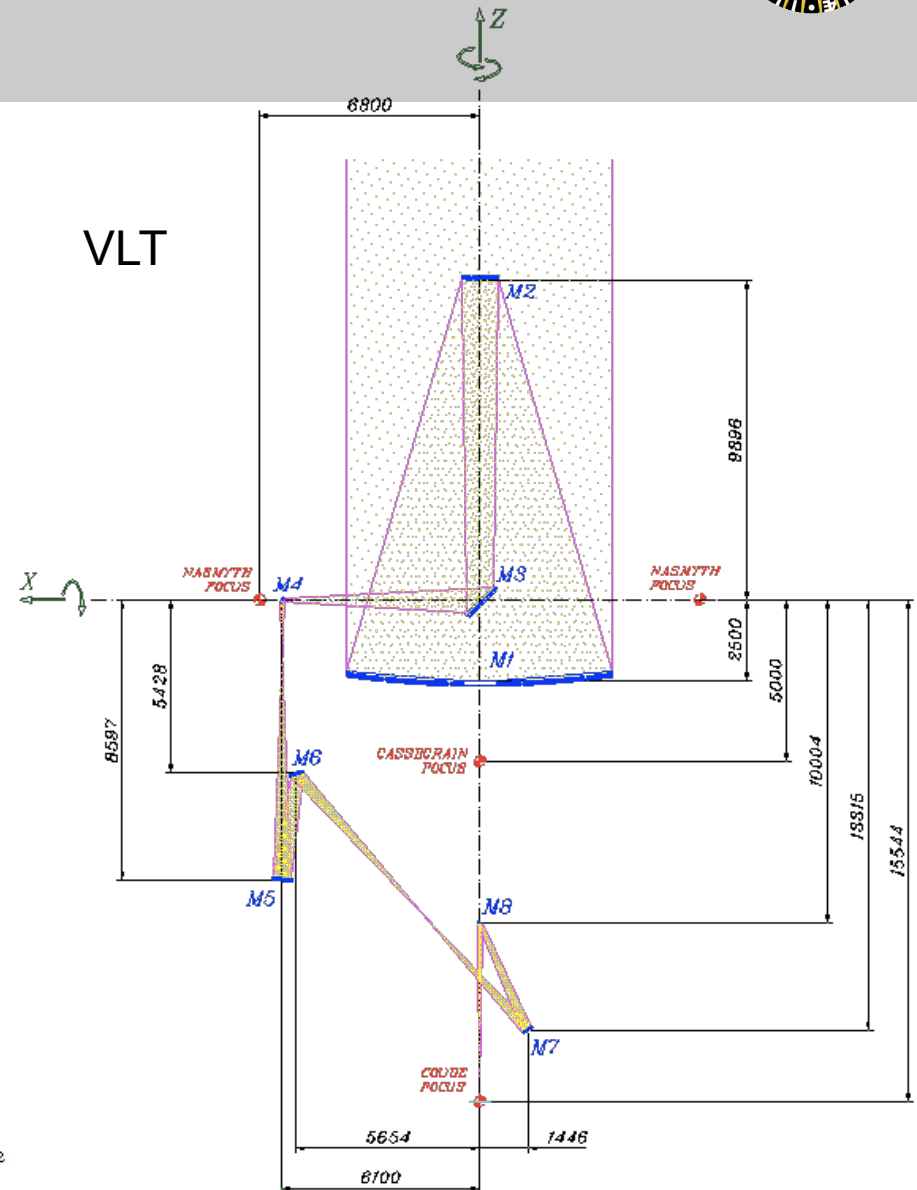 Z
6800
VLT
M2
9896
X
NASMYTH
FOCUS
M4
M3
NASMYTH
FOCUS
M1
2500
5428
5000
8597
CASSEGRAIN
FOCUS
M6
10004
13315
15544
M5
M8
M7
COUDE
FOCUS
5654
1446
6100